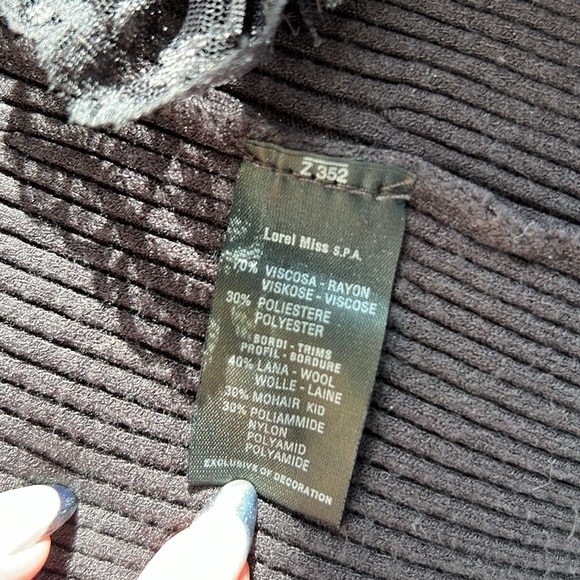 Z 352
Lorel Miss S.P.A.
70% VISCOSA - RAYON
VISKOSE - VISCOSE
30% POLIESTERE
POLYESTER
BORDI - TRIMS
PROFIL - BORDURE
40% LANA - WOOL
WOLLE - LAINE
30% MOHAIR KID
30% POLIAMMIDE
NYLON
POLYAMID
POLYAMIDE
EXCLUSIVE OF DECORATION